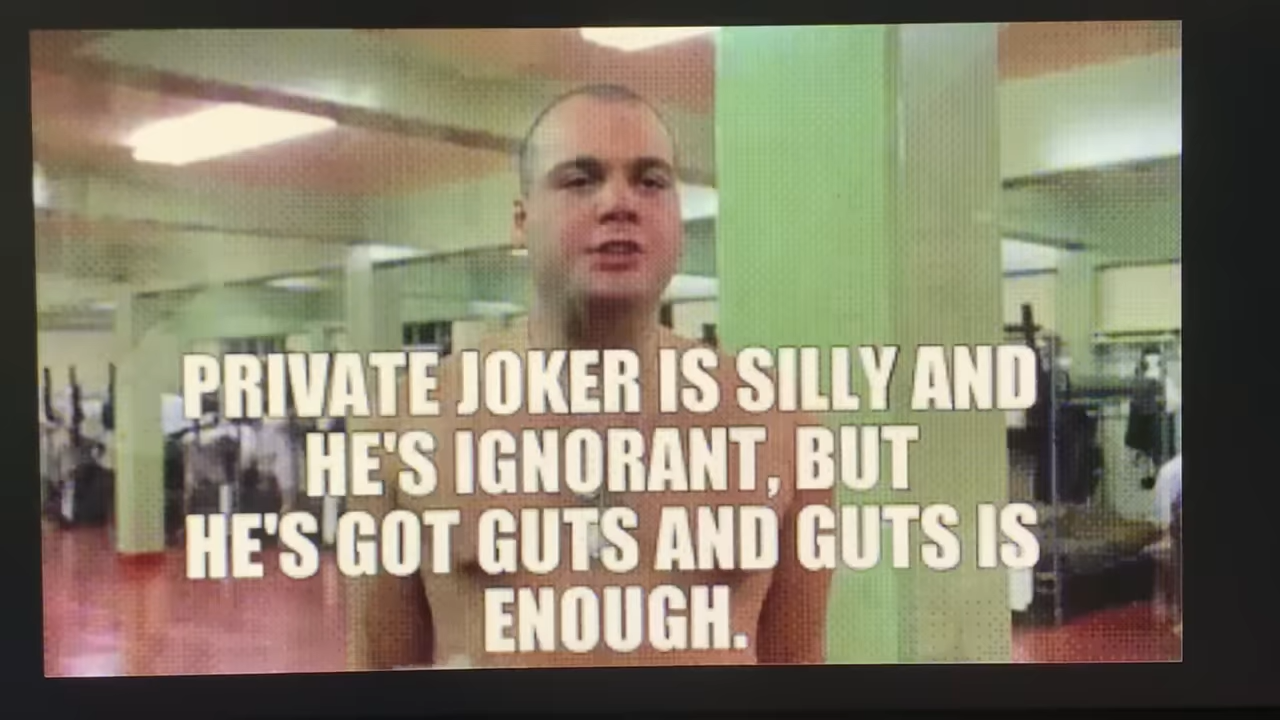 PRIVATE JOKER IS SILLY AND
HE'S IGNORANT, BUT
HE'S GOT GUTS AND GUTS IS
ENOUGH.